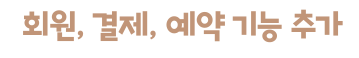 회원, 결제, 예약 기능 추가